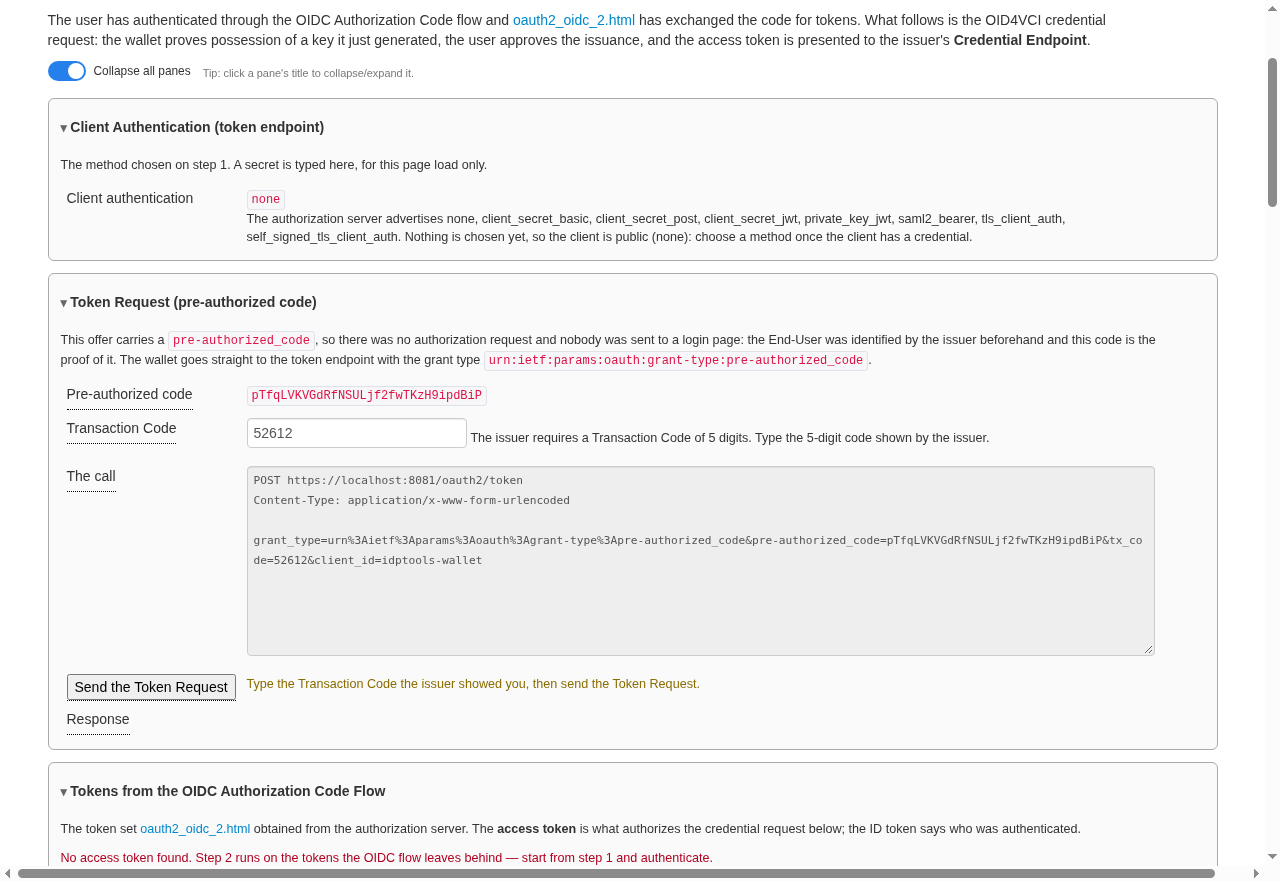 The user has authenticated through the OIDC Authorization Code flow and oauth2_oidc_2.html has exchanged the code for tokens. What follows is the OID4VCI credential
request: the wallet proves possession of a key it just generated, the user approves the issuance, and the access token is presented to the issuer's Credential Endpoint.
Collapse all panes Tip: click a pane's title to collapse/expand it.
▾ Client Authentication (token endpoint)
The method chosen on step 1. A secret is typed here, for this page load only.
Client authentication none
The authorization server advertises none, client_secret_basic, client_secret_post, client_secret_jwt, private_key_jwt, saml2_bearer, tls_client_auth,
self_signed_tls_client_auth. Nothing is chosen yet, so the client is public (none): choose a method once the client has a credential.
▾ Token Request (pre-authorized code)
This offer carries a pre-authorized_code, so there was no authorization request and nobody was sent to a login page: the End-User was identified by the issuer beforehand and this code is the
proof of it. The wallet goes straight to the token endpoint with the grant type urn:ietf:params:oauth:grant-type:pre-authorized_code.
Pre-authorized code pTfqLVKVGdRfNSULjf2fwTKzH9ipdBiP
Transaction Code 52612 The issuer requires a Transaction Code of 5 digits. Type the 5-digit code shown by the issuer.
The call POST https://localhost:8081/oauth2/token
Content-Type: application/x-www-form-urlencoded
grant_type=urn%3Aietf%3Aparams%3Aoauth%3Agrant-type%3Apre-authorized_code&pre-authorized_code=pTfqLVKVGdRfNSULjf2fwTKzH9ipdBiP&tx_co
de=52612&client_id=idptools-wallet
Send the Token Request Type the Transaction Code the issuer showed you, then send the Token Request.
Response
▾ Tokens from the OIDC Authorization Code Flow
The token set oauth2_oidc_2.html obtained from the authorization server. The access token is what authorizes the credential request below; the ID token says who was authenticated.
No access token found. Step 2 runs on the tokens the OIDC flow leaves behind — start from step 1 and authenticate.